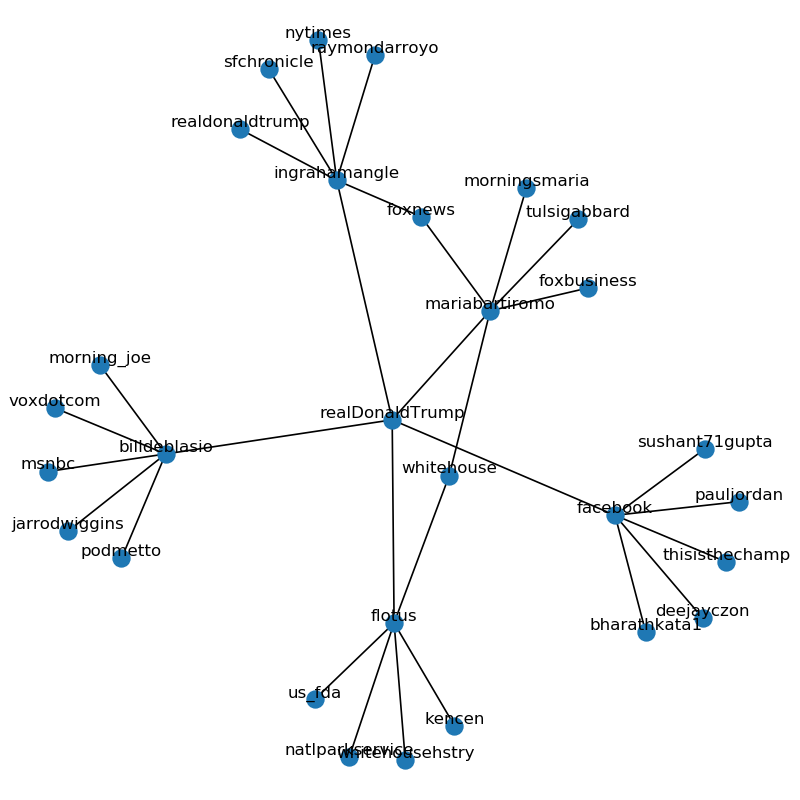 nytimes
raymondarroyo
sfchronicle
realdonaldtrump
ingrahamangle
morningsmaria
foxnews
tulsigabbard
foxbusiness
mariabartiromo
morning_joe
voxdotcom
realDonaldTrump
billdeblasio
sushant71gupta
msnbc
whitehouse
pauljordan
facebook
jarrodwiggins
podmetto
thisisthechamp
deejayczon
flotus
bharathkata1
us_fda
kencen
natlparkservice
whitehousehstry